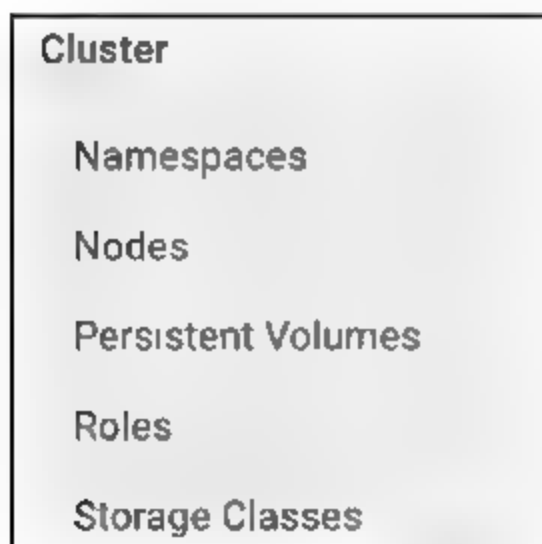 Cluster
Namespaces
Nodes
Persistent Volumes
Roles
Storage Classes